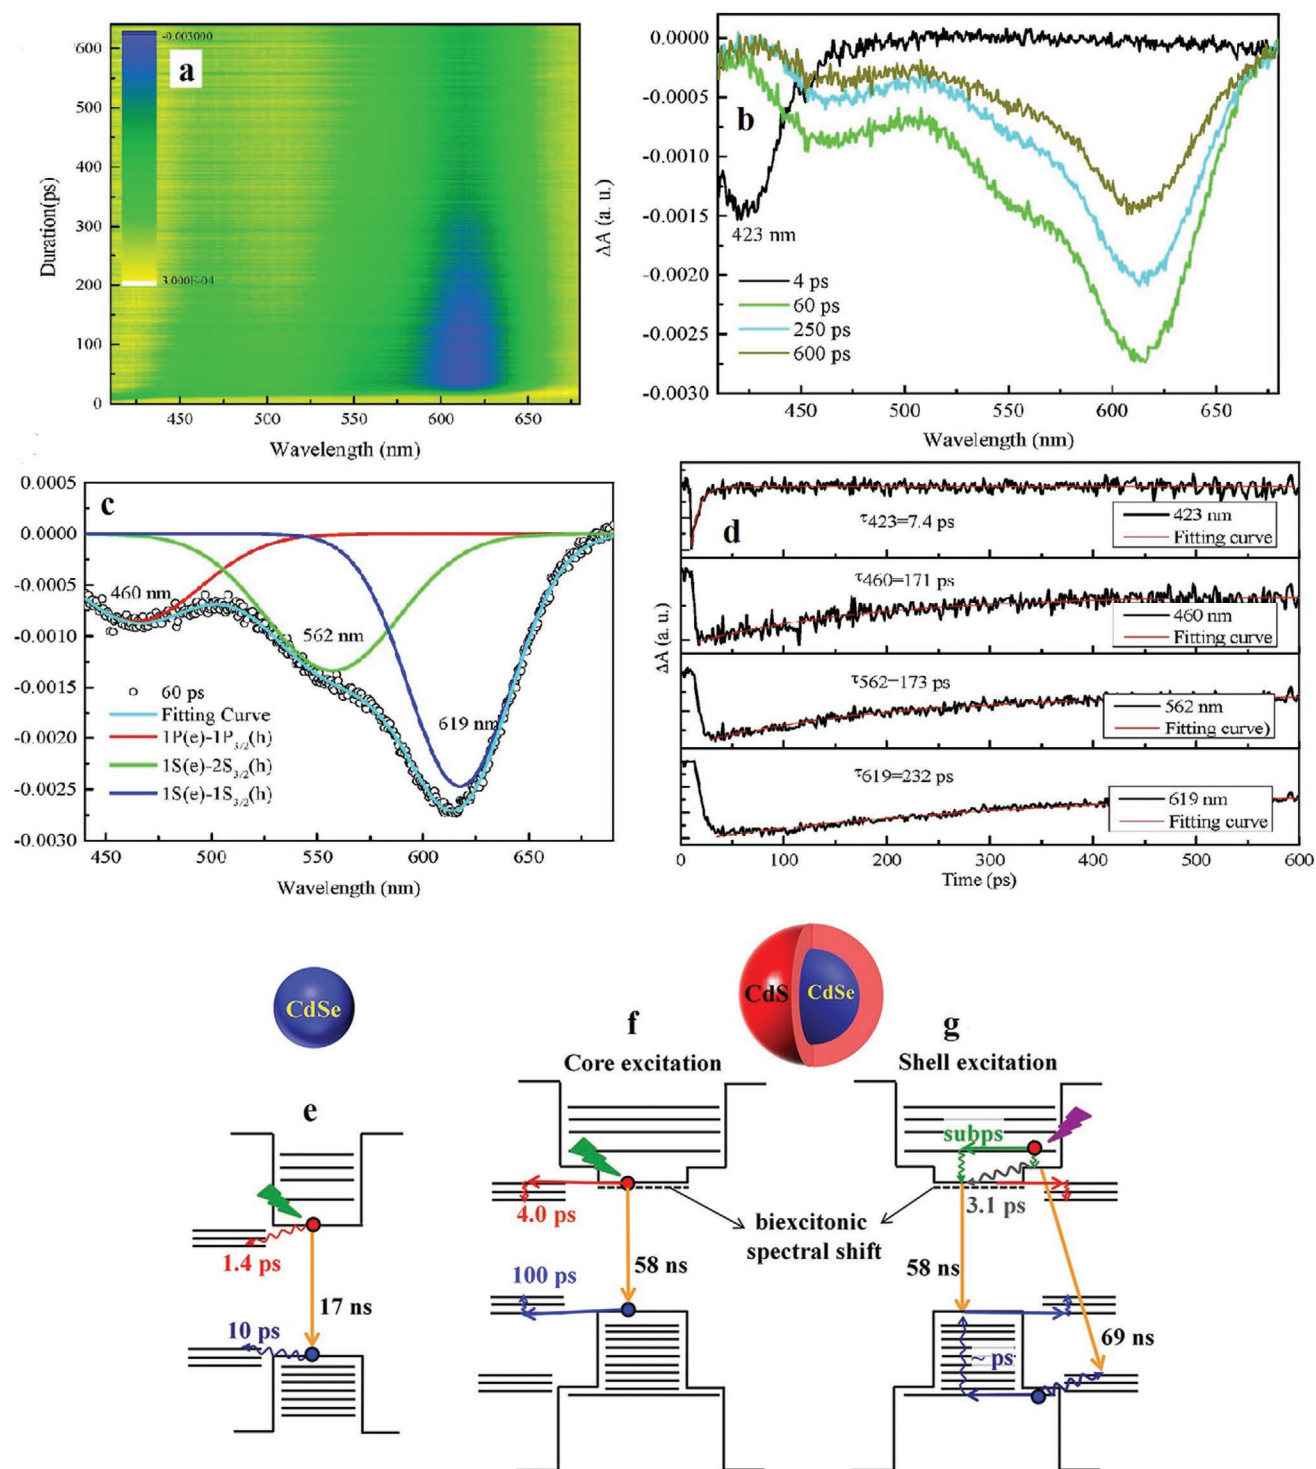 a
-0.003000
3.000E-04
600
500
400
300
200
100
0
Duration(ps)
450 500 550 600 650
Wavelength (nm)
b
0.0000
-0.0005
-0.0010
-0.0015
-0.0020
-0.0025
-0.0030
ΔA (a. u.)
423 nm
4 ps
60 ps
250 ps
600 ps
450 500 550 600 650
Wavelength (nm)
c
0.0005
0.0000
-0.0005
-0.0010
-0.0015
-0.0020
-0.0025
-0.0030
460 nm
562 nm
619 nm
60 ps
Fitting Curve
1P(e)-1P3/2(h)
1S(e)-2S3/2(h)
1S(e)-1S3/2(h)
450 500 550 600 650
Wavelength (nm)
d
ΔA (a. u.)
τ423=7.4 ps
423 nm
Fitting curve
τ460=171 ps
460 nm
Fitting curve
τ562=173 ps
562 nm
Fitting curve)
τ619=232 ps
619 nm
Fitting curve
0 100 200 300 400 500 600
Time (ps)
CdSe
e
1.4 ps
17 ns
10 ps
CdS CdSe
f
Core excitation
4.0 ps
100 ps
58 ns
biexcitonic
spectral shift
g
Shell excitation
subps
3.1 ps
58 ns
69 ns
~ ps